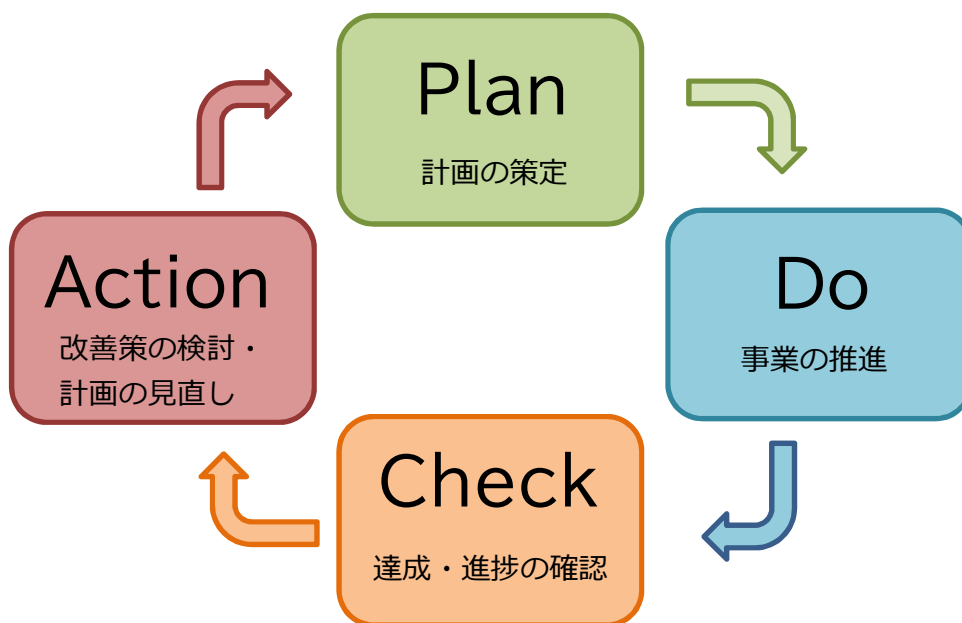 Plan
計画の策定
Do
事業の推進
Check
達成・進捗の確認
Action
改善策の検討・
計画の見直し